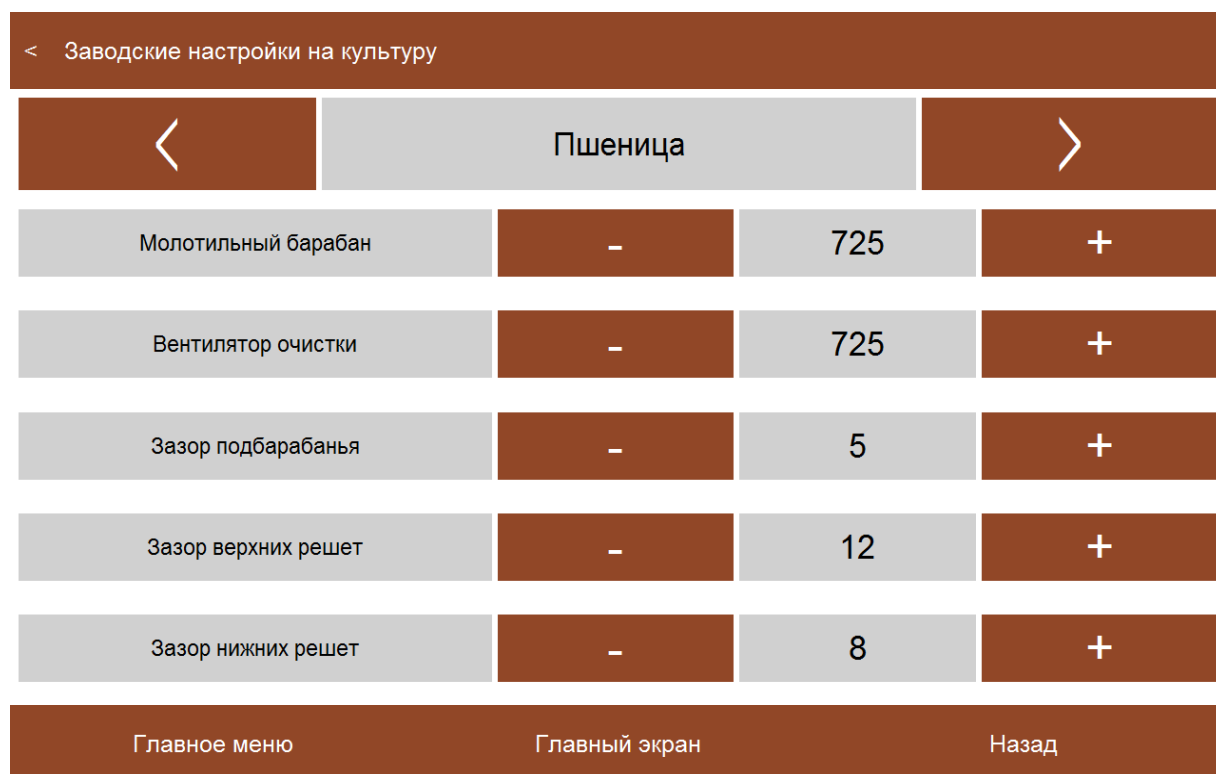 < Заводские настройки на культуру
< Пшеница >
Молотильный барабан - 725 +
Вентилятор очистки - 725 +
Зазор подбарабанья - 5 +
Зазор верхних решет - 12 +
Зазор нижних решет - 8 +
Главное меню Главный экран Назад